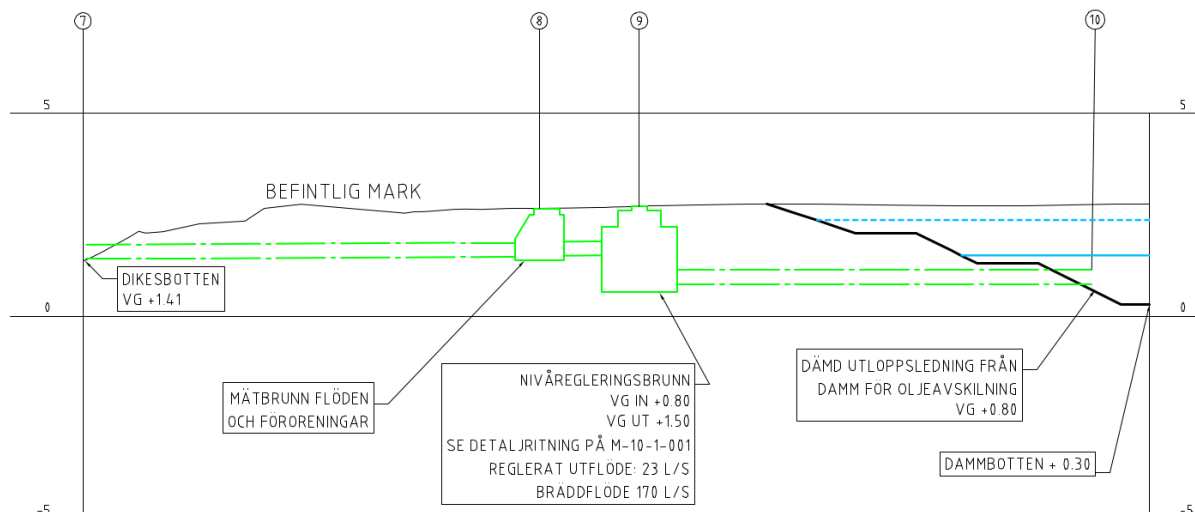 7
8
9
10
5
5
BEFINTLIG MARK
DIKESBOTTEN
VG +1.41
0
0
MÄTBRUNN FLÖDEN
OCH FÖRORENINGAR
NIVÅREGLERINGSBRUNN
VG IN +0.80
VG UT +1.50
SE DETALJRITNING PÅ M-10-1-001
REGLERAT UTFLÖDE: 23 L/S
BRÄDDFLÖDE 170 L/S
DÄMD UTLOPPSLEDNING FRÅN
DAMM FÖR OLJEAVSKILNING
VG +0.80
DAMMBOTTEN + 0.30
-5
-5